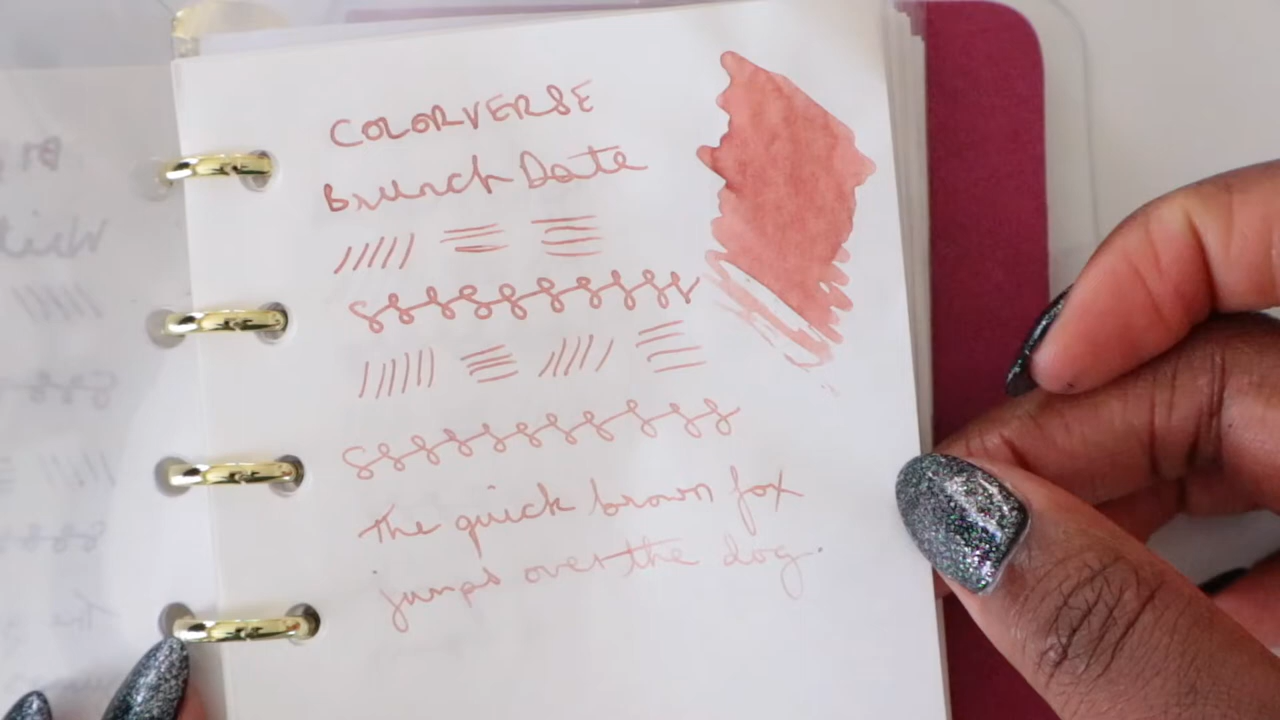 COLORVERSE
Brunch Date
The quick brown fox
jumps over the dog.